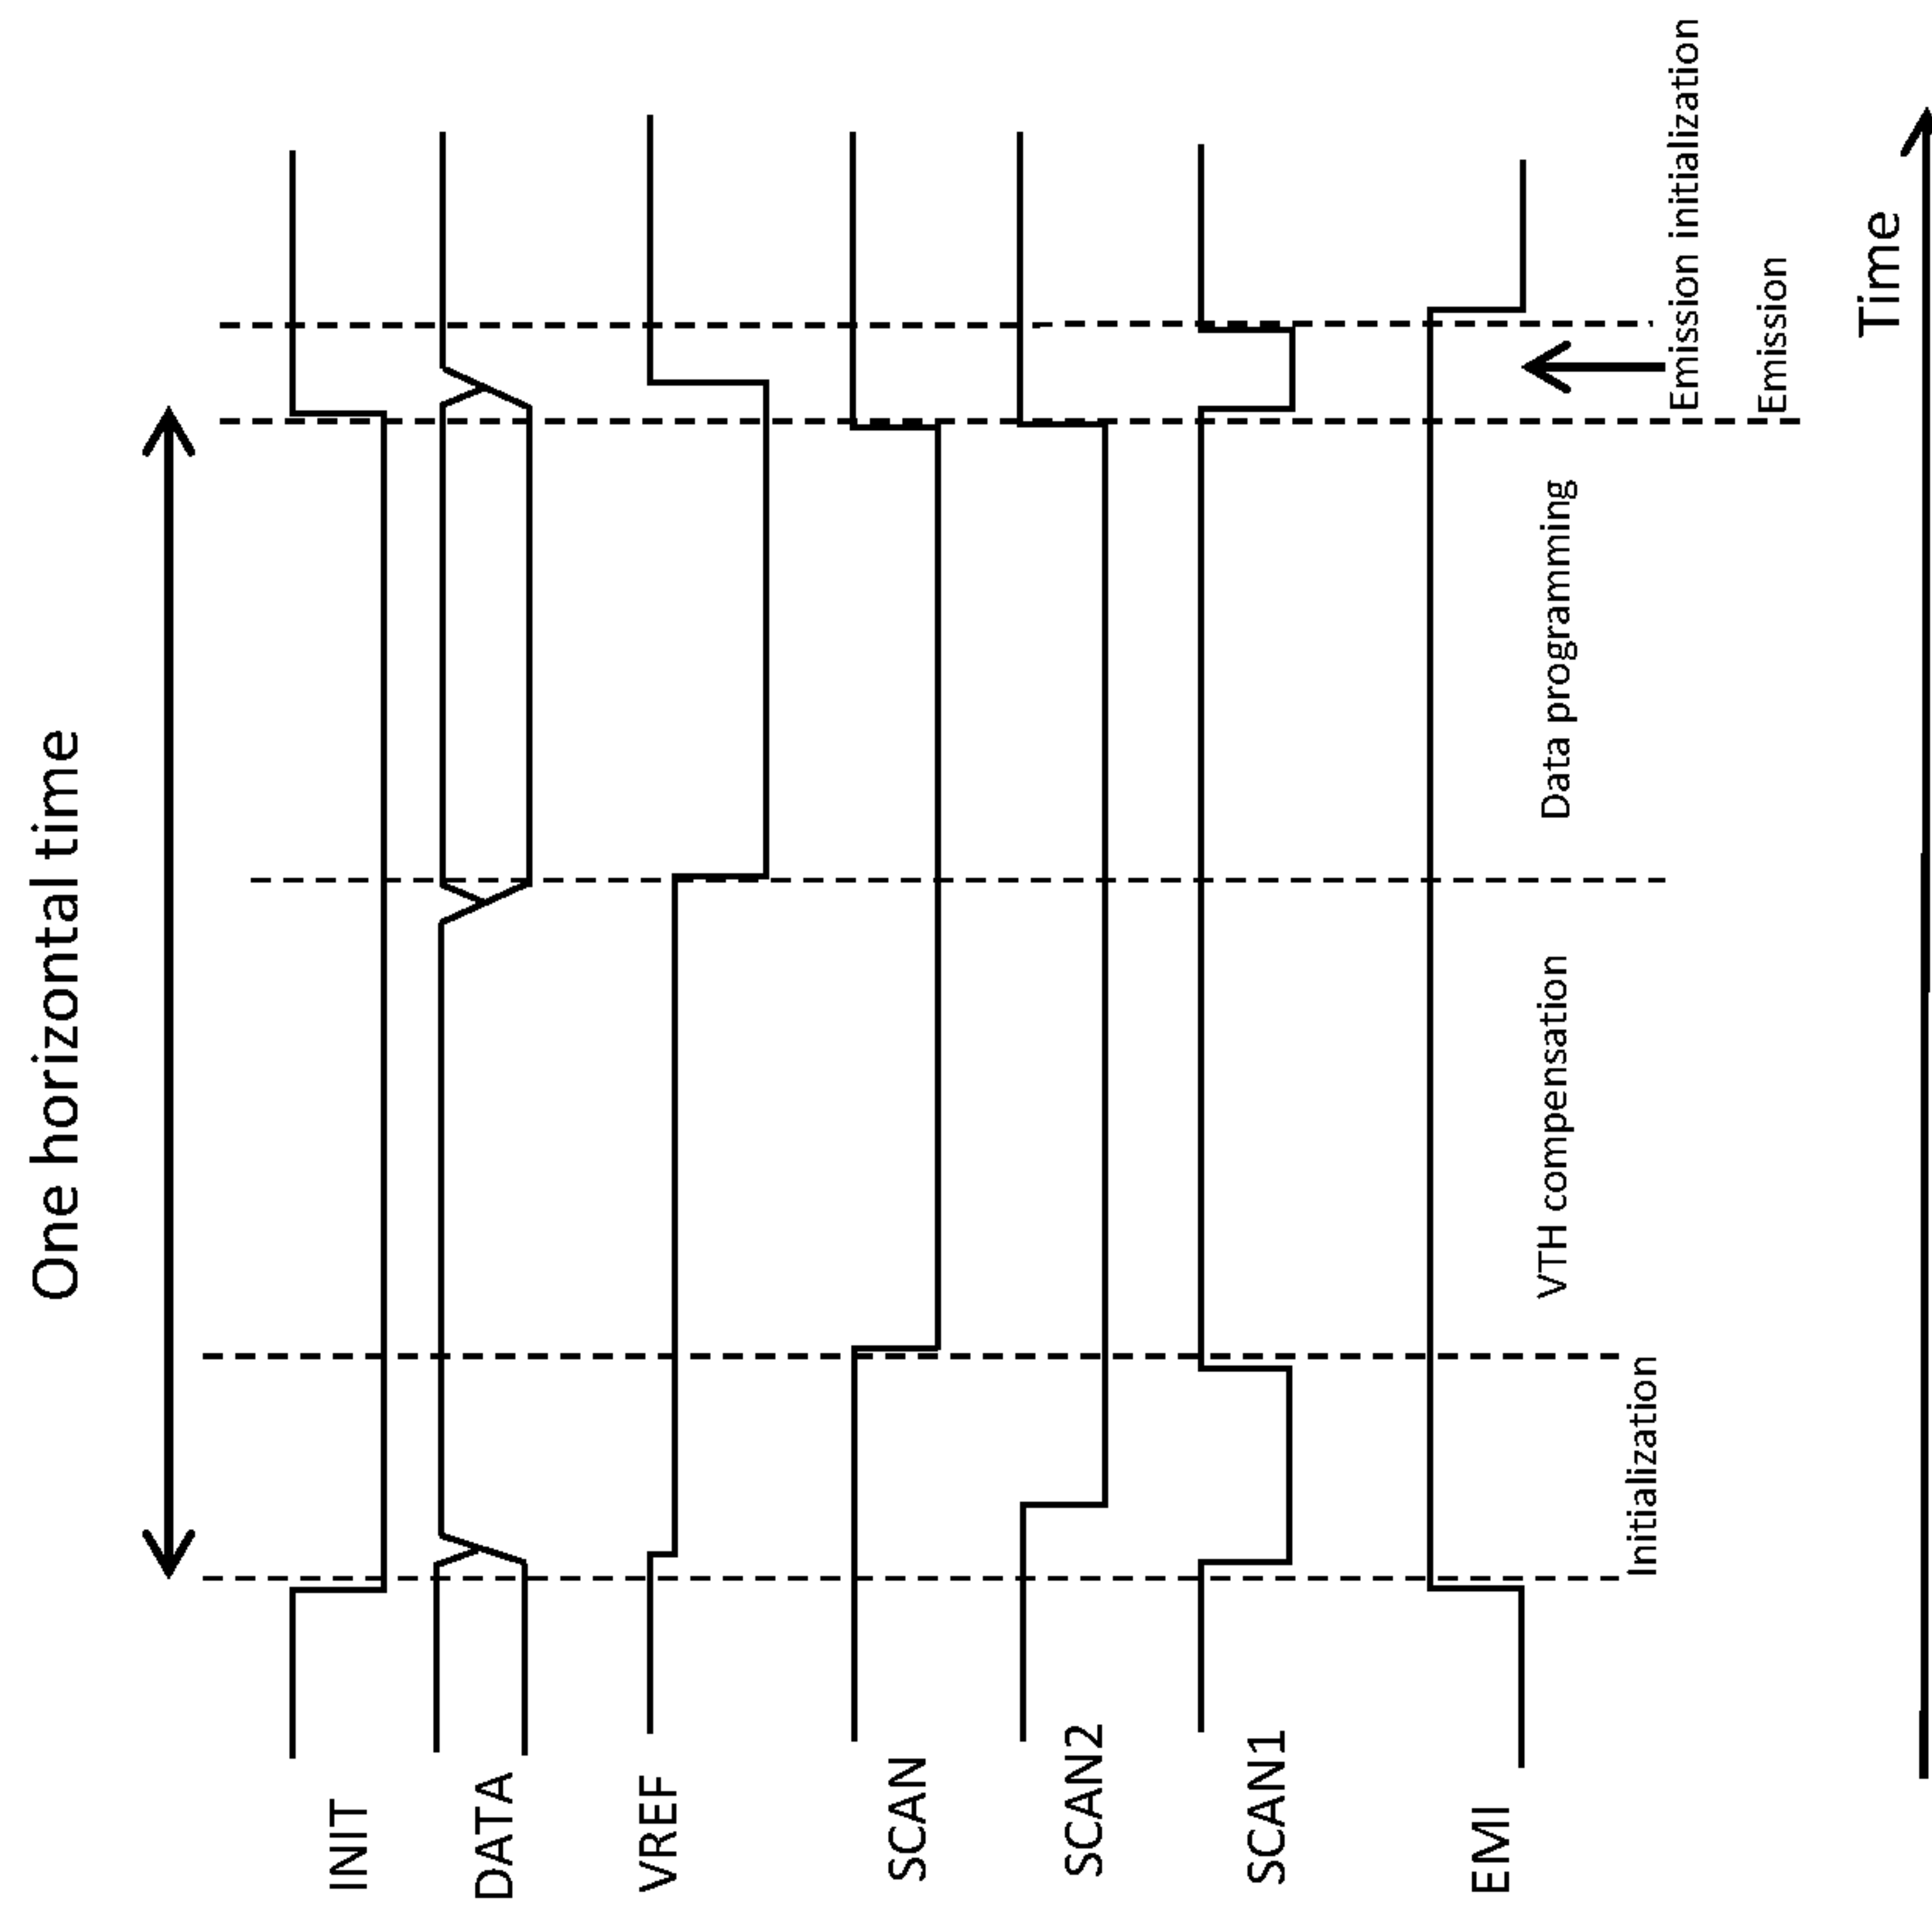 One horizontal time
INIT
DATA
VREF
SCAN
SCAN2
SCAN1
EMI
Initialization
VTH compensation
Data programming
Emission initialization
Emission
Time